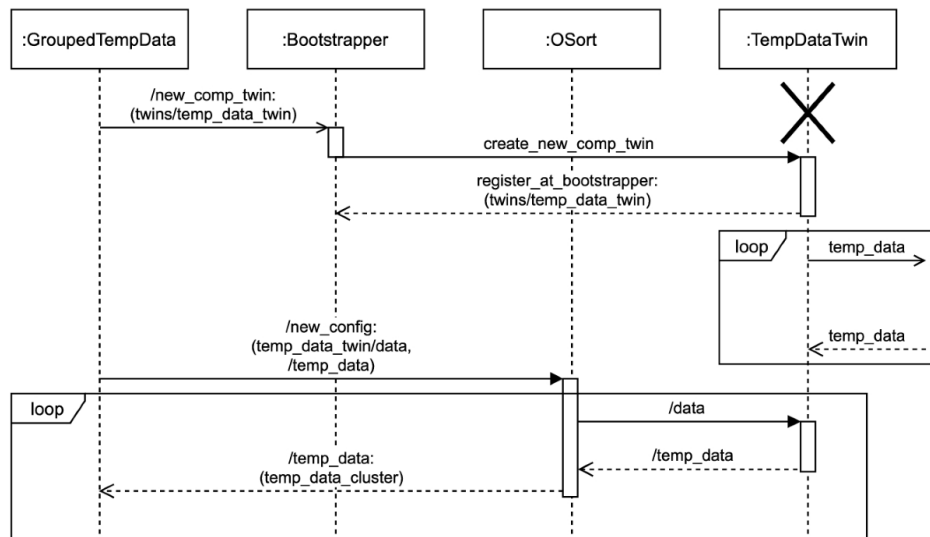 :GroupedTempData
:Bootstrapper
:OSort
:TempDataTwin
/new_comp_twin:
(twins/temp_data_twin)
create_new_comp_twin
register_at_bootstrapper:
(twins/temp_data_twin)
loop
temp_data
temp_data
/new_config:
(temp_data_twin/data,
/temp_data)
loop
/data
/temp_data
/temp_data:
(temp_data_cluster)